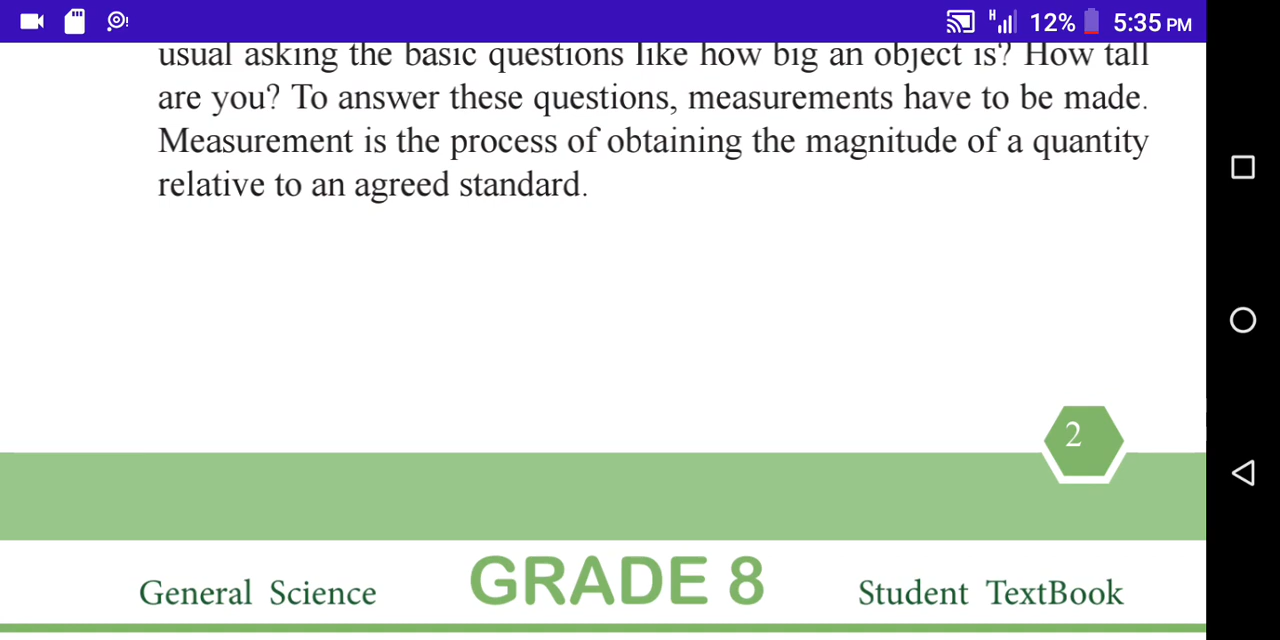 12% 5:35 PM
usual asking the basic questions like how big an object is? How tall
are you? To answer these questions, measurements have to be made.
Measurement is the process of obtaining the magnitude of a quantity
relative to an agreed standard.
2
General Science GRADE 8 Student TextBook